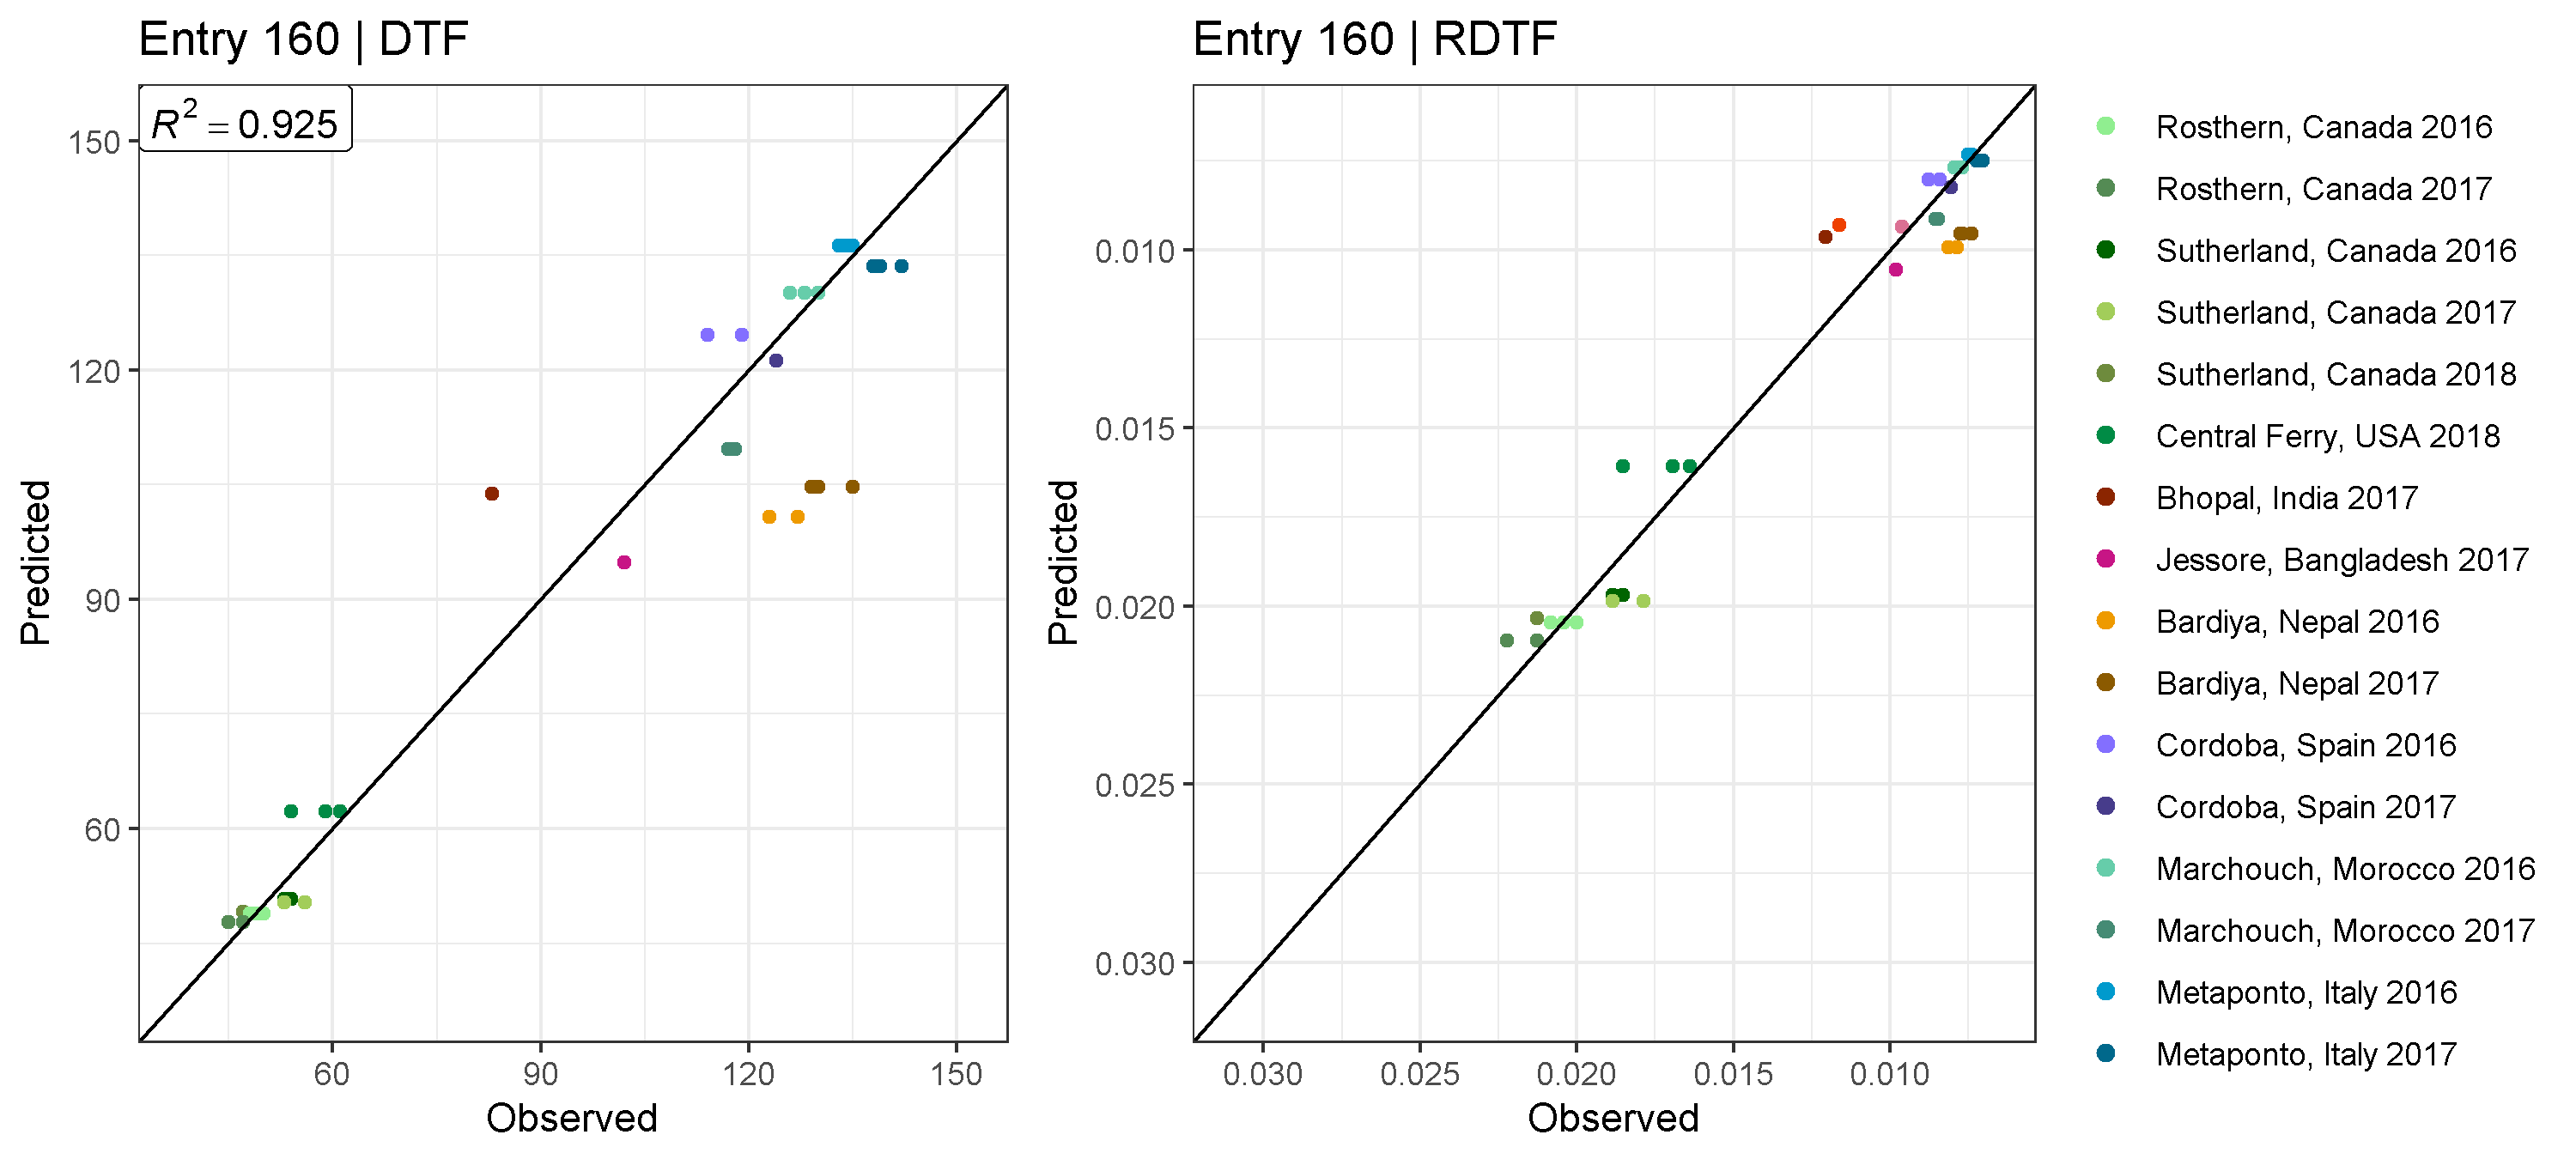 Entry 160 | DTF
R² = 0.925
150
120
90
60
Predicted
60 90 120 150
Observed
Entry 160 | RDTF
0.010
0.015
0.020
0.025
0.030
Predicted
0.030 0.025 0.020 0.015 0.010
Observed
Rosthern, Canada 2016
Rosthern, Canada 2017
Sutherland, Canada 2016
Sutherland, Canada 2017
Sutherland, Canada 2018
Central Ferry, USA 2018
Bhopal, India 2017
Jessore, Bangladesh 2017
Bardiya, Nepal 2016
Bardiya, Nepal 2017
Cordoba, Spain 2016
Cordoba, Spain 2017
Marchouch, Morocco 2016
Marchouch, Morocco 2017
Metaponto, Italy 2016
Metaponto, Italy 2017